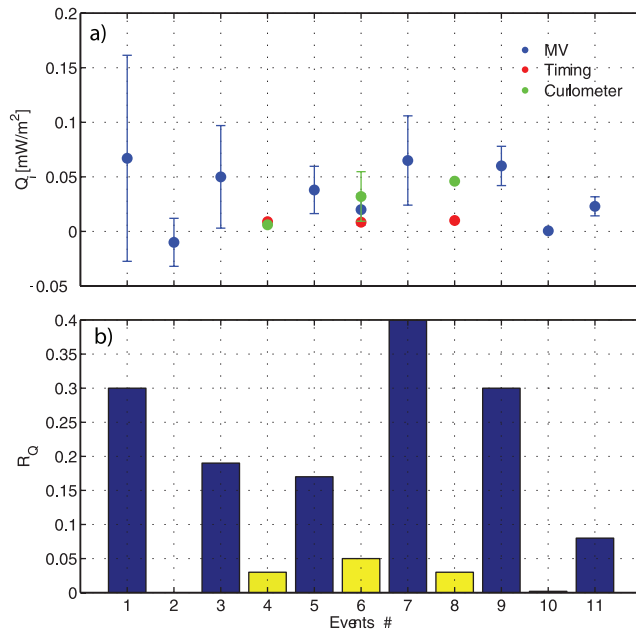 a)
0.2
0.15
0.1
0.05
0
-0.05
Q_i [mW/m²]
MV
Timing
Curlometer
b)
0.4
0.35
0.3
0.25
0.2
0.15
0.1
0.05
0
R_Q
1 2 3 4 5 6 7 8 9 10 11
Events #